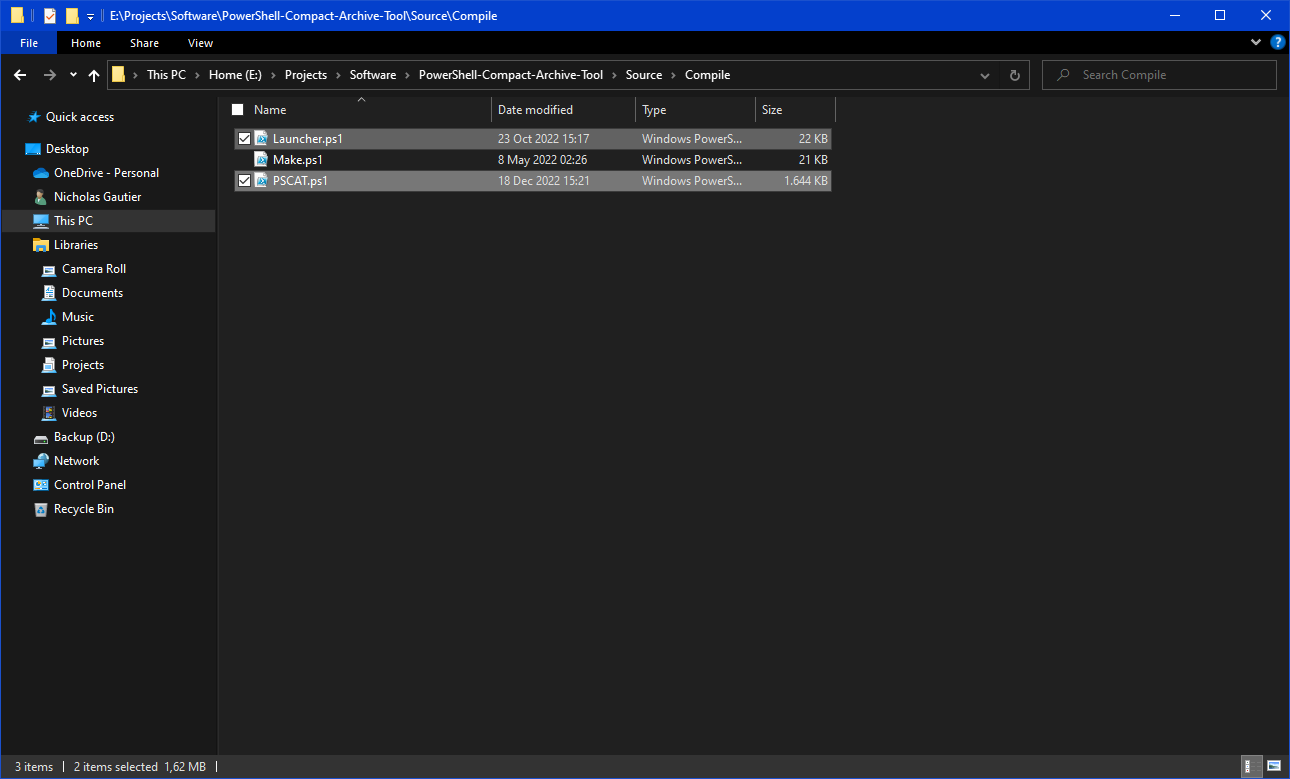 E:\Projects\Software\PowerShell-Compact-Archive-Tool\Source\Compile
File Home Share View
This PC Home (E:) Projects Software PowerShell-Compact-Archive-Tool Source Compile Search Compile
Name Date modified Type Size
Launcher.ps1 23 Oct 2022 15:17 Windows PowerS... 22 KB
Make.ps1 8 May 2022 02:26 Windows PowerS... 21 KB
PSCAT.ps1 18 Dec 2022 15:21 Windows PowerS... 1.644 KB
Quick access
Desktop
OneDrive - Personal
Nicholas Gautier
This PC
Libraries
Camera Roll
Documents
Music
Pictures
Projects
Saved Pictures
Videos
Backup (D:)
Network
Control Panel
Recycle Bin
3 items 2 items selected 1,62 MB